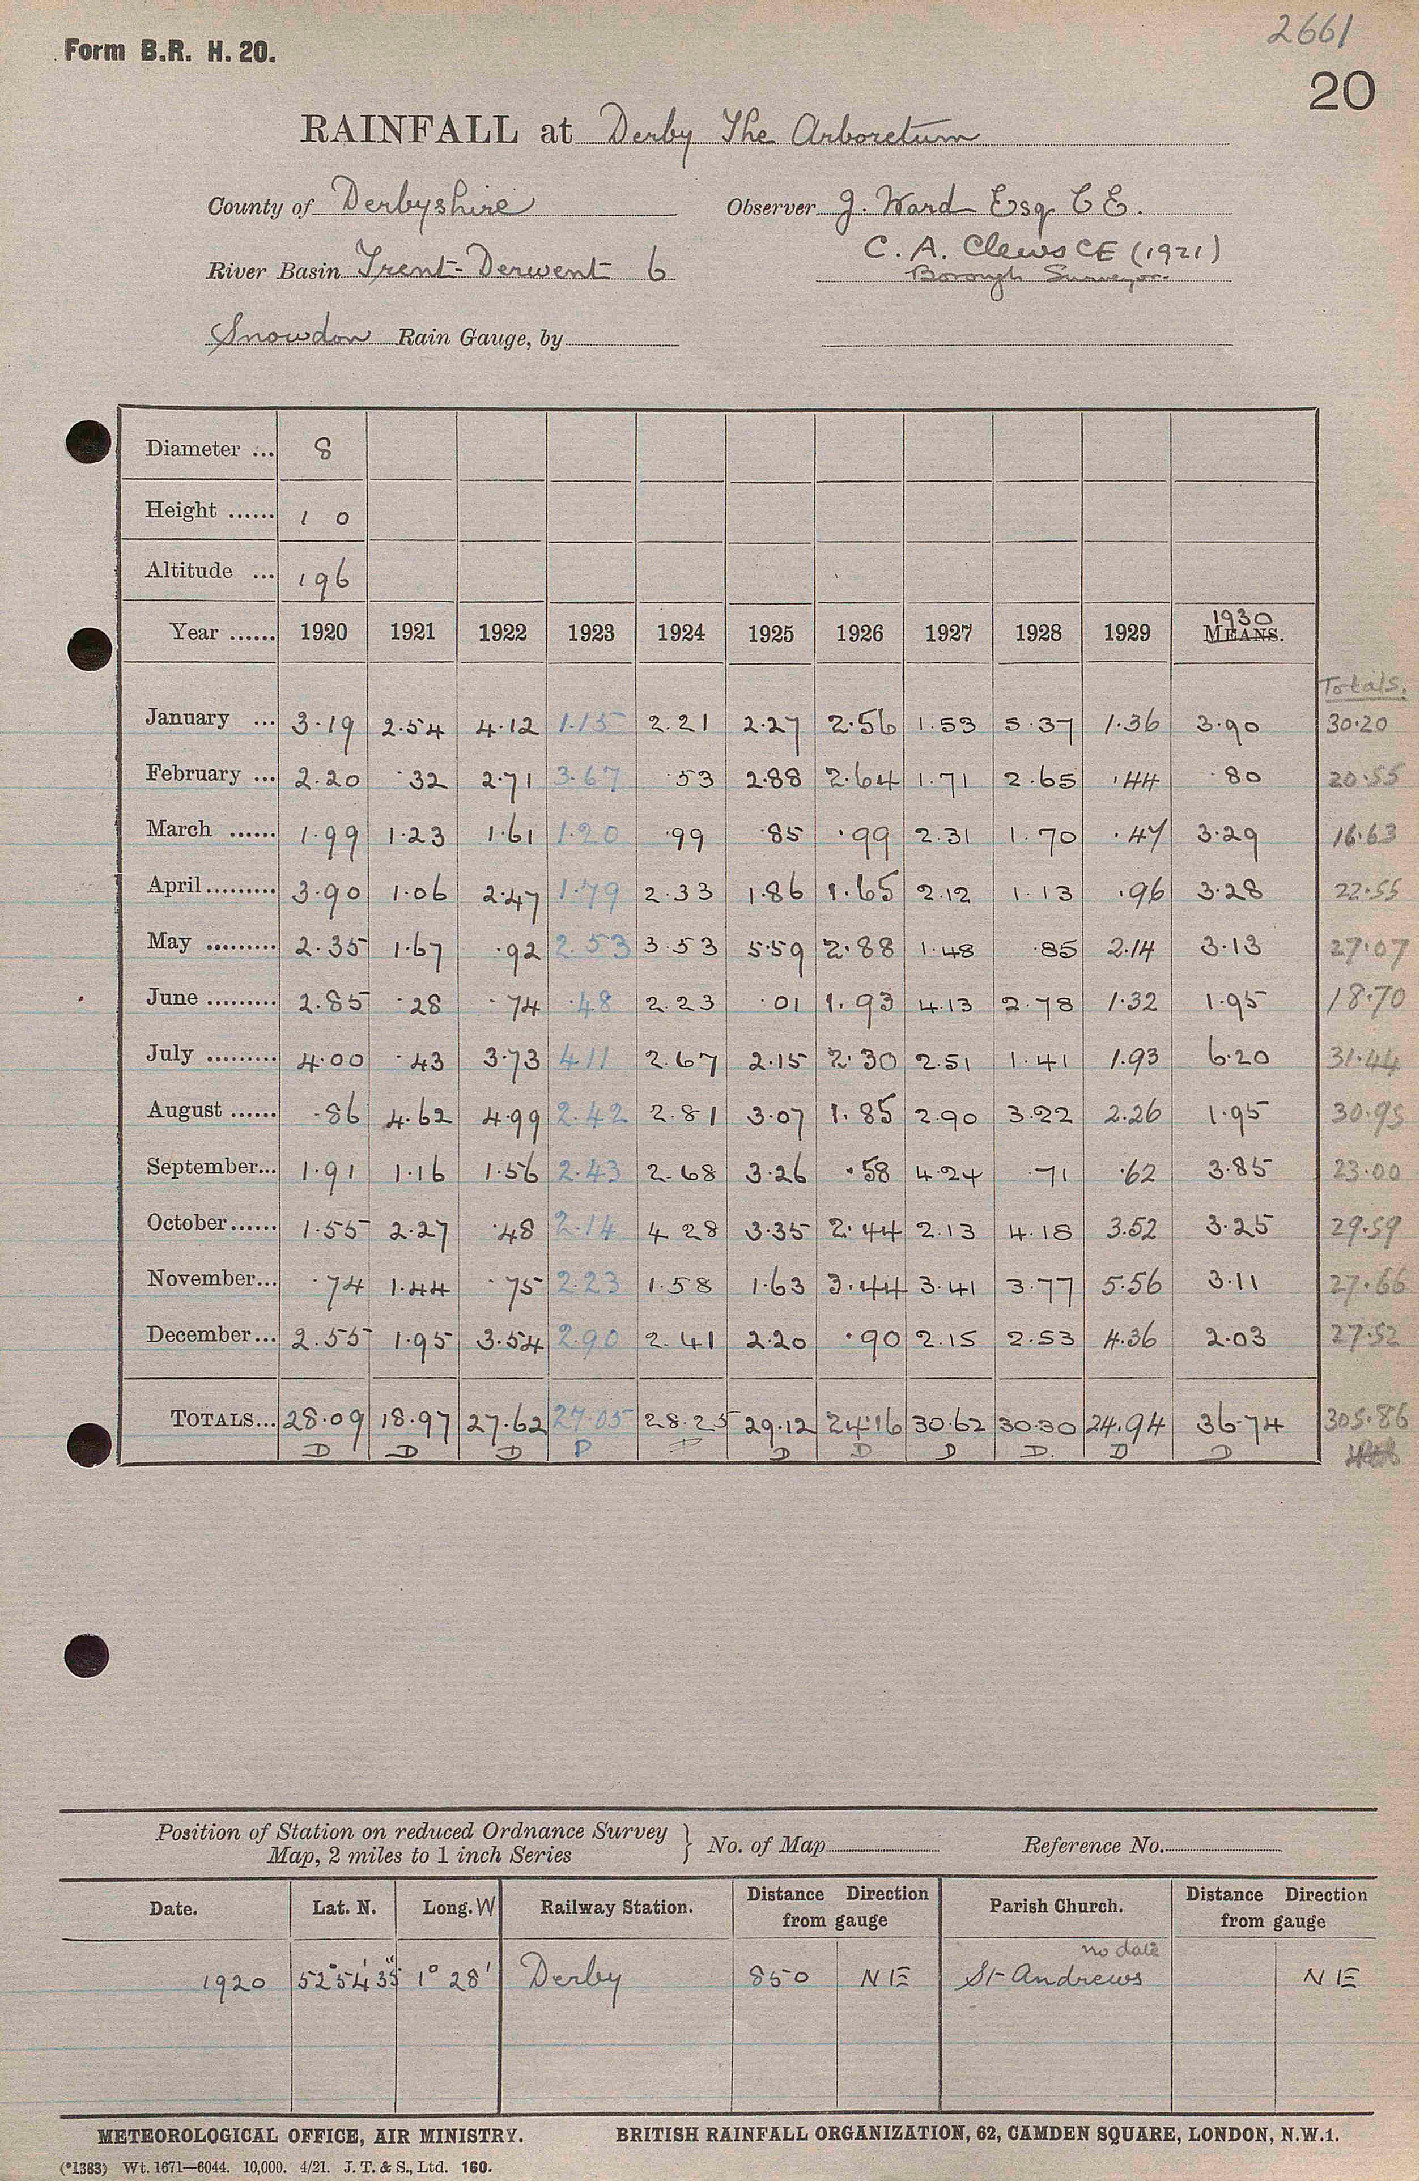 2661
Form B.R. H. 20.
20
RAINFALL at Derby The Arboretum
County of Derbyshire Observer J. Ward Esq C E.
C. A. Clews CE (1921)
River Basin Trent-Derwent 6 Borough Surveyor
Snowdon Rain Gauge, by
Diameter ... 8
Height ...... 1 0
Altitude ... 196
Year ...... 1920 1921 1922 1923 1924 1925 1926 1927 1928 1929 1930 MEANS.
Totals.
January ... 3.19 2.54 4.12 1.15 2.21 2.27 2.56 1.53 5.37 1.36 3.90 30.20
February ... 2.20 .32 2.71 3.67 .53 2.88 2.64 1.71 2.65 .44 .80 20.55
March ...... 1.99 1.23 1.61 1.20 .99 .85 .99 2.31 1.70 .47 3.29 16.63
April ......... 3.90 1.06 2.47 1.79 2.33 1.86 1.65 2.12 1.13 .96 3.28 22.55
May ......... 2.35 1.67 .92 2.53 3.53 5.59 2.88 1.48 .85 2.14 3.13 27.07
June ......... 2.85 .28 .74 .48 2.23 .01 1.93 4.13 2.78 1.32 1.95 18.70
July ......... 4.00 .43 3.73 4.11 2.67 2.15 2.30 2.51 1.41 1.93 6.20 31.44
August ...... .86 4.62 4.99 2.42 2.81 3.07 1.85 2.90 3.22 2.26 1.95 30.95
September... 1.91 1.16 1.56 2.43 2.68 3.26 .58 4.24 .71 .62 3.85 23.00
October ...... 1.55 2.27 .48 2.14 4.28 3.35 2.44 2.13 4.18 3.52 3.25 29.59
November... .74 1.44 .75 2.23 1.58 1.63 3.44 3.41 3.77 5.56 3.11 27.66
December... 2.55 1.95 3.54 2.90 2.41 2.20 .90 2.15 2.53 4.36 2.03 27.52
TOTALS... 28.09 18.97 27.62 27.05 28.25 29.12 24.16 30.62 30.30 24.94 36.74 305.86
D D D D D D D D D. D D
Position of Station on reduced Ordnance Survey
Map, 2 miles to 1 inch Series } No. of Map Reference No.
Date. Lat. N. Long. W Railway Station. Distance Direction from gauge Parish Church. Distance Direction from gauge
no date
1920 52° 54' 35" 1° 28' Derby 850 NE St Andrews NE
METEOROLOGICAL OFFICE, AIR MINISTRY. BRITISH RAINFALL ORGANIZATION, 62, CAMDEN SQUARE, LONDON, N.W.1.
(*1383) Wt. 1671—6044. 10,000. 4/21. J. T. & S., Ltd. 160.